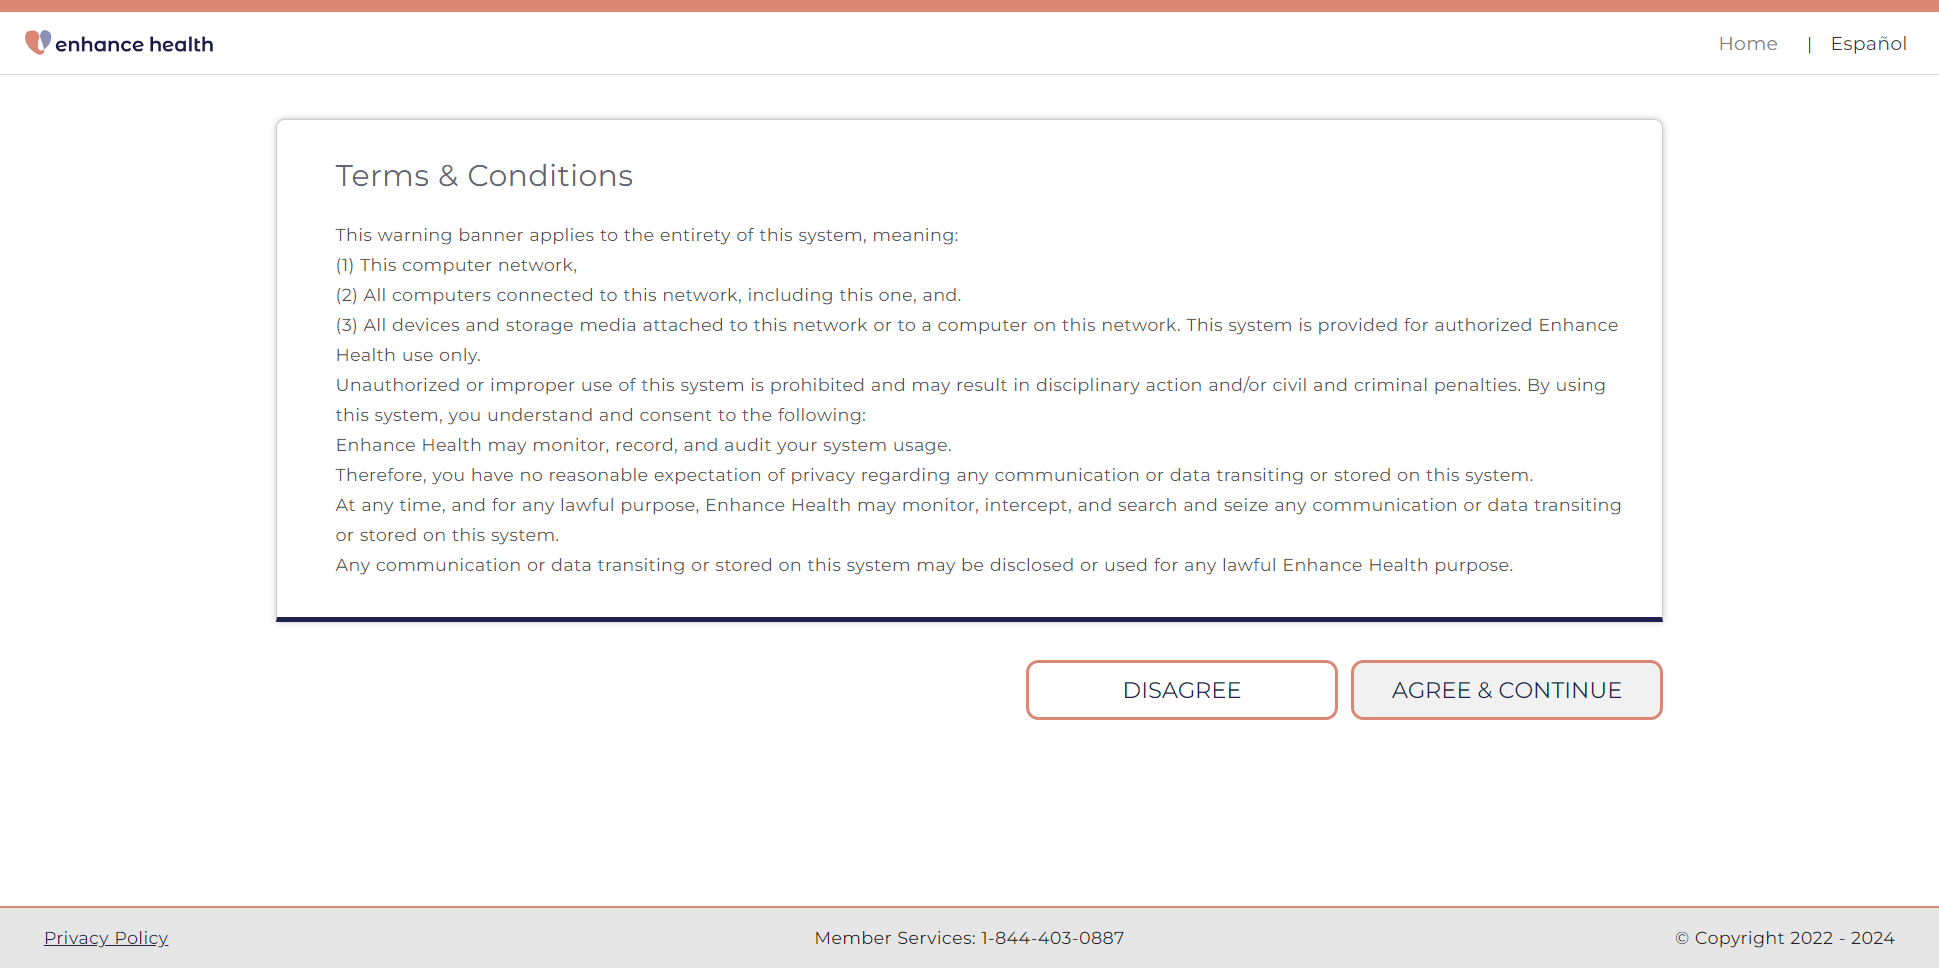 enhance health
Home | Español
Terms & Conditions
This warning banner applies to the entirety of this system, meaning:
(1) This computer network,
(2) All computers connected to this network, including this one, and.
(3) All devices and storage media attached to this network or to a computer on this network. This system is provided for authorized Enhance
Health use only.
Unauthorized or improper use of this system is prohibited and may result in disciplinary action and/or civil and criminal penalties. By using
this system, you understand and consent to the following:
Enhance Health may monitor, record, and audit your system usage.
Therefore, you have no reasonable expectation of privacy regarding any communication or data transiting or stored on this system.
At any time, and for any lawful purpose, Enhance Health may monitor, intercept, and search and seize any communication or data transiting
or stored on this system.
Any communication or data transiting or stored on this system may be disclosed or used for any lawful Enhance Health purpose.
DISAGREE
AGREE & CONTINUE
Privacy Policy
Member Services: 1-844-403-0887
© Copyright 2022 - 2024